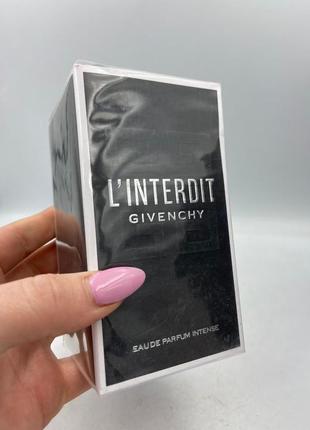 L'INTERDIT
GIVENCHY
EAU DE PARFUM INTENSE